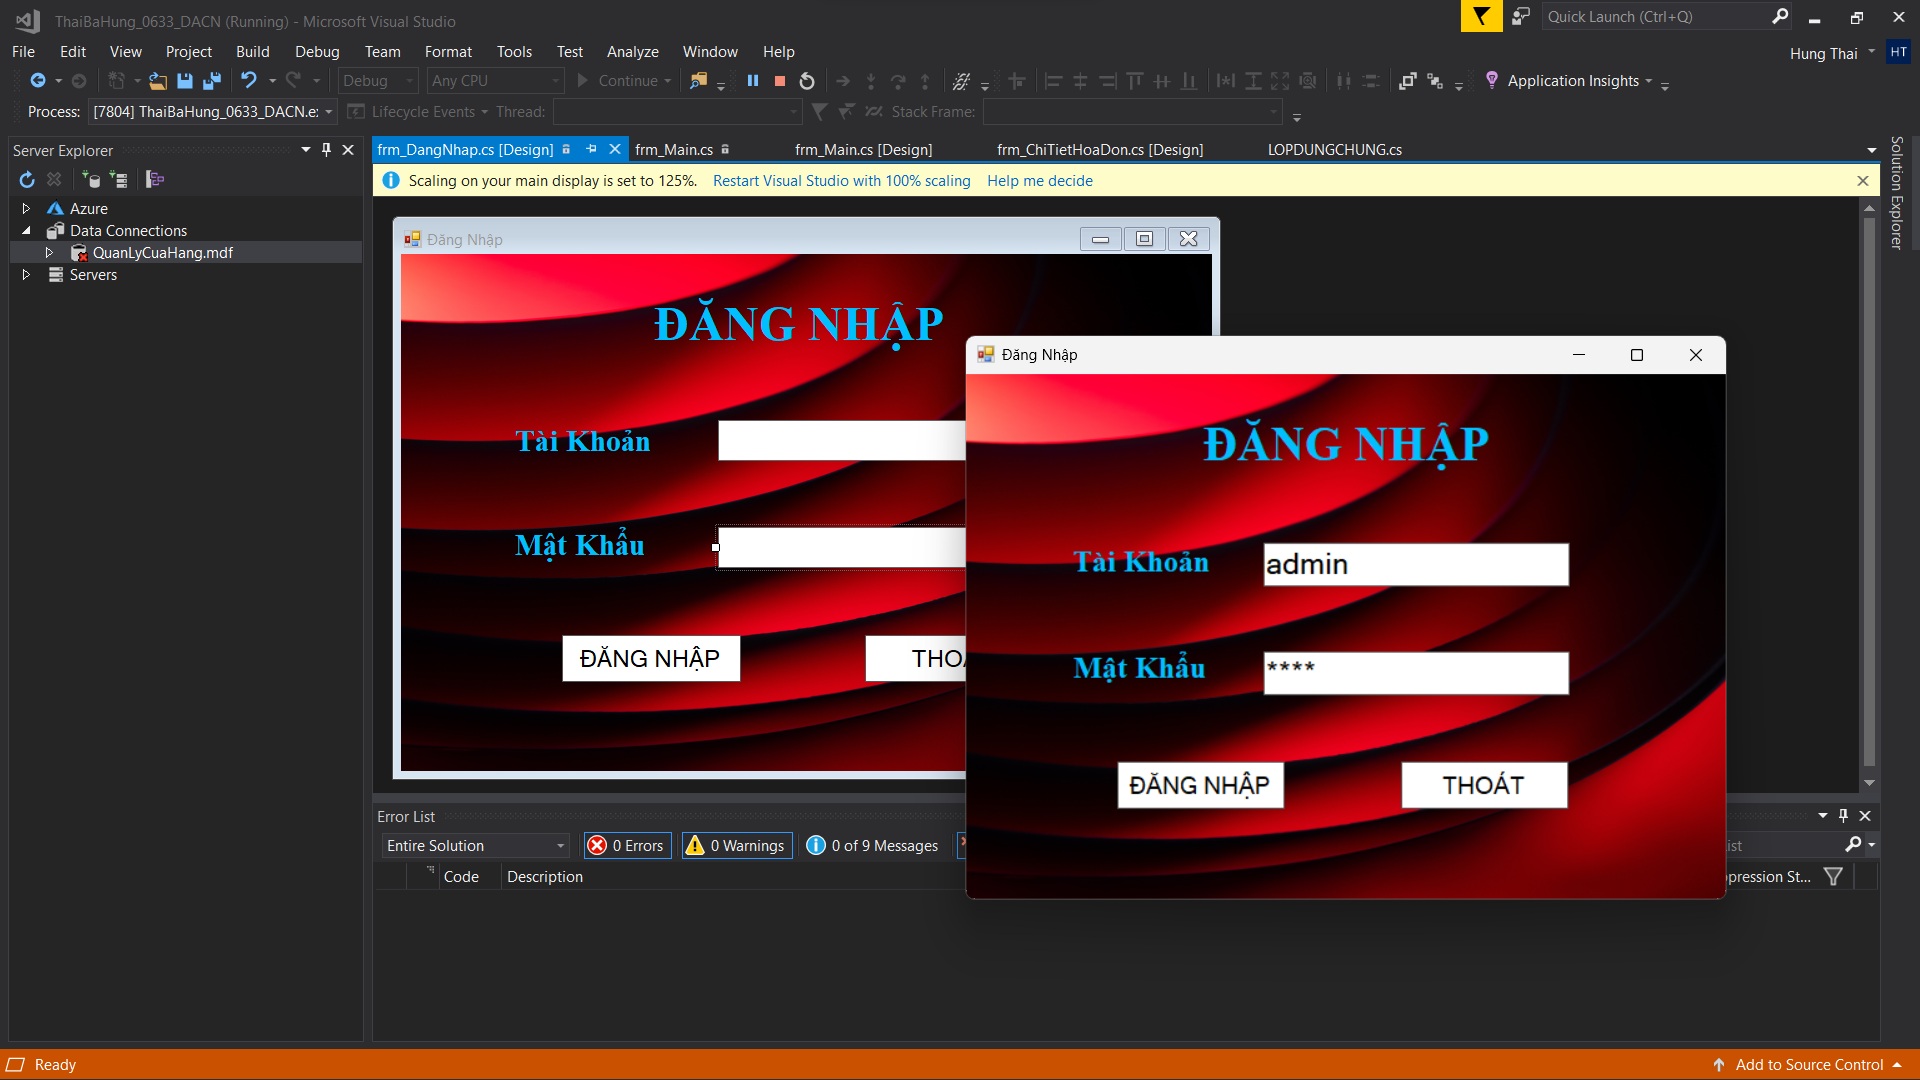 ThaiBaHung_0633_DACN (Running) - Microsoft Visual Studio
Quick Launch (Ctrl+Q)
File Edit View Project Build Debug Team Format Tools Test Analyze Window Help
Hung Thai HT
Debug Any CPU Continue Application Insights
Process: [7804] ThaiBaHung_0633_DACN.e: Lifecycle Events Thread: Stack Frame:
Server Explorer
frm_DangNhap.cs [Design] frm_Main.cs frm_Main.cs [Design] frm_ChiTietHoaDon.cs [Design] LOPDUNGCHUNG.cs
Solution Explorer
Scaling on your main display is set to 125%. Restart Visual Studio with 100% scaling Help me decide
Azure
Data Connections
QuanLyCuaHang.mdf
Servers
Đăng Nhập
ĐĂNG NHẬP
Tài Khoản
Mật Khẩu
ĐĂNG NHẬP THOÁ
Đăng Nhập
ĐĂNG NHẬP
Tài Khoản admin
Mật Khẩu ****
ĐĂNG NHẬP THOÁT
Error List
Entire Solution 0 Errors 0 Warnings 0 of 9 Messages ist
Code Description pression St...
Ready
Add to Source Control